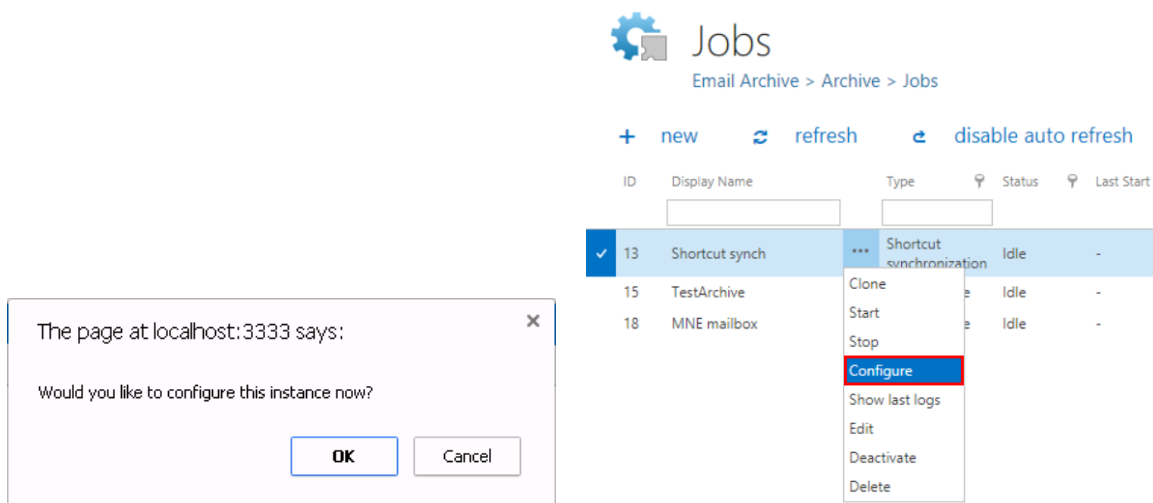 Jobs
Email Archive > Archive > Jobs
+ new refresh disable auto refresh
ID Display Name Type Status Last Start
13 Shortcut synch ... Shortcut synchronization Idle -
15 TestArchive e Idle -
18 MNE mailbox e Idle -
Clone
Start
Stop
Configure
Show last logs
Edit
Deactivate
Delete
The page at localhost:3333 says:
Would you like to configure this instance now?
OK Cancel